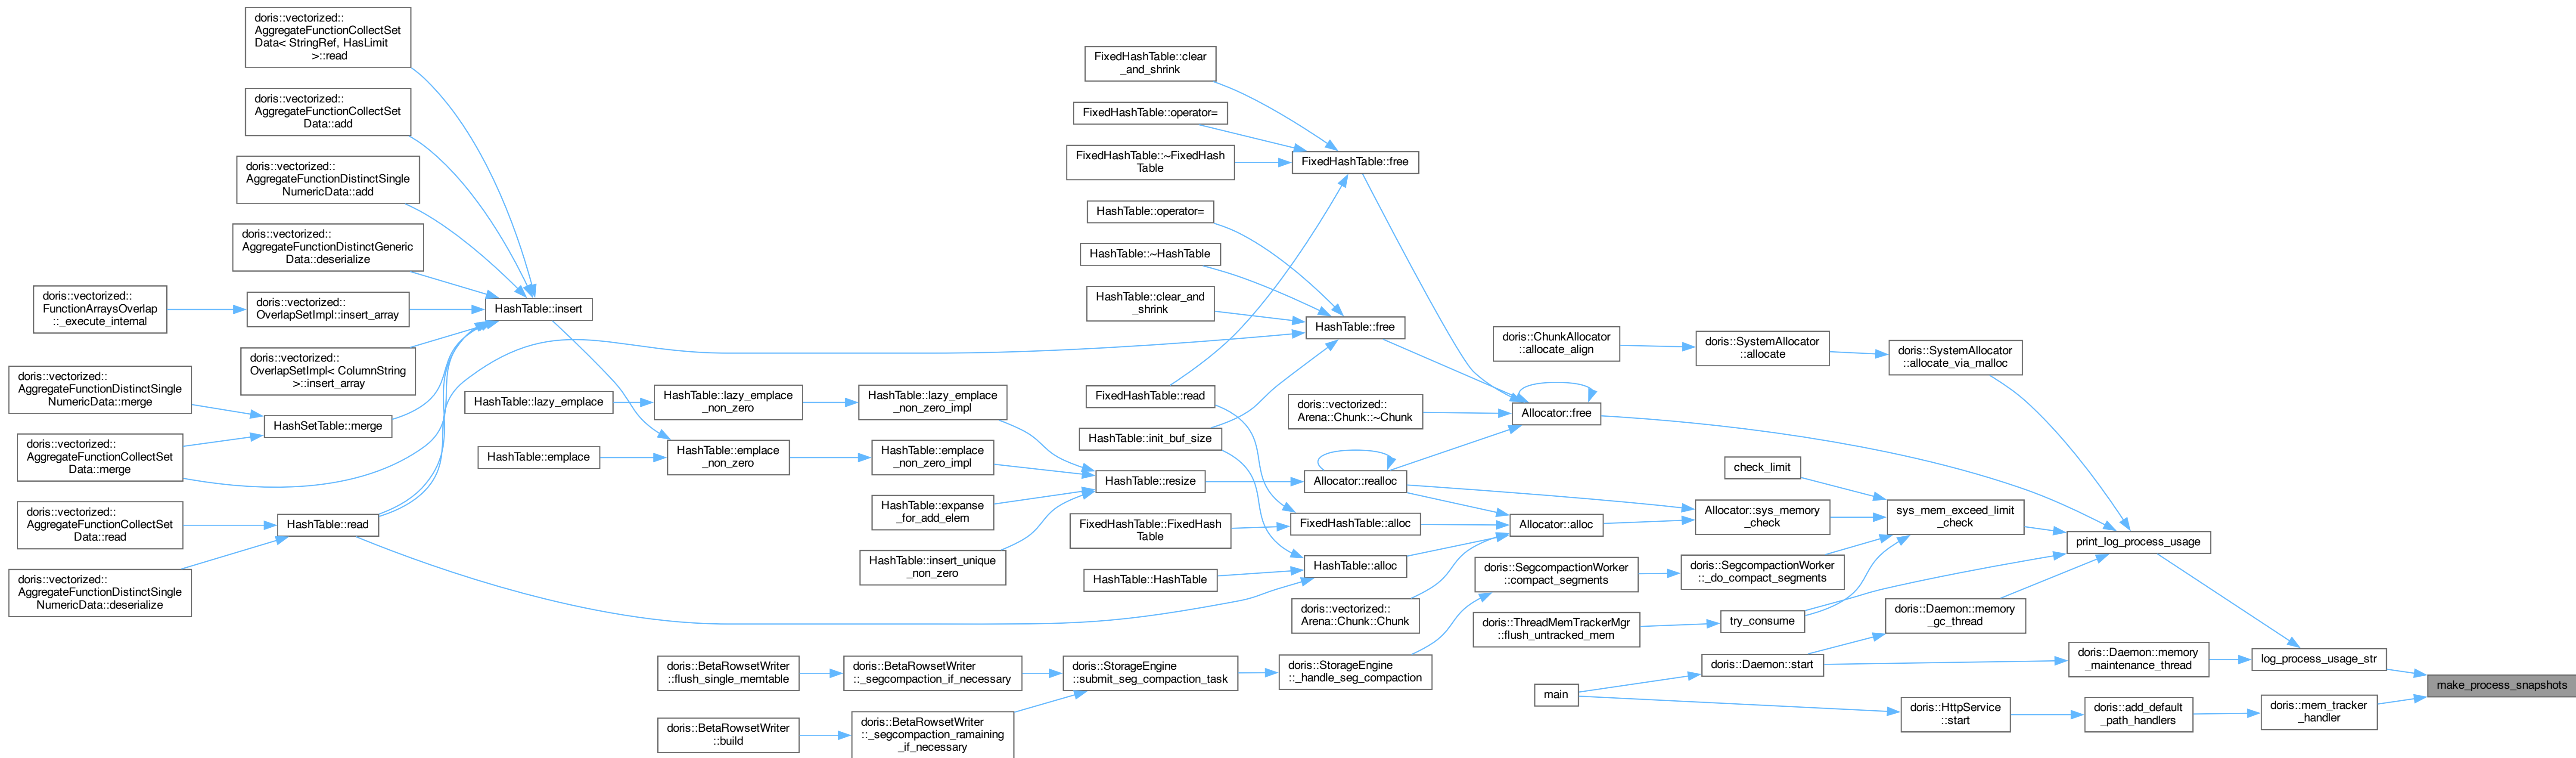 doris::vectorized::
AggregateFunctionCollectSet
Data< StringRef, HasLimit
>::read
doris::vectorized::
AggregateFunctionCollectSet
Data::add
doris::vectorized::
AggregateFunctionDistinctSingle
NumericData::add
doris::vectorized::
AggregateFunctionDistinctGeneric
Data::deserialize
doris::vectorized::
FunctionArraysOverlap
::_execute_internal
doris::vectorized::
OverlapSetImpl::insert_array
HashTable::insert
doris::vectorized::
OverlapSetImpl< ColumnString
>::insert_array
doris::vectorized::
AggregateFunctionDistinctSingle
NumericData::merge
HashSetTable::merge
doris::vectorized::
AggregateFunctionCollectSet
Data::merge
doris::vectorized::
AggregateFunctionCollectSet
Data::read
HashTable::read
doris::vectorized::
AggregateFunctionDistinctSingle
NumericData::deserialize
HashTable::lazy_emplace
HashTable::lazy_emplace
_non_zero
HashTable::lazy_emplace
_non_zero_impl
HashTable::emplace
HashTable::emplace
_non_zero
HashTable::emplace
_non_zero_impl
HashTable::expanse
_for_add_elem
HashTable::insert_unique
_non_zero
HashTable::resize
FixedHashTable::clear
_and_shrink
FixedHashTable::operator=
FixedHashTable::~FixedHash
Table
FixedHashTable::free
HashTable::operator=
HashTable::~HashTable
HashTable::clear_and
_shrink
HashTable::free
FixedHashTable::read
HashTable::init_buf_size
doris::vectorized::
Arena::Chunk::~Chunk
Allocator::free
Allocator::realloc
FixedHashTable::FixedHash
Table
FixedHashTable::alloc
Allocator::alloc
HashTable::HashTable
HashTable::alloc
doris::vectorized::
Arena::Chunk::Chunk
doris::ChunkAllocator
::allocate_align
doris::SystemAllocator
::allocate
doris::SystemAllocator
::allocate_via_malloc
check_limit
Allocator::sys_memory
_check
sys_mem_exceed_limit
_check
print_log_process_usage
doris::SegcompactionWorker
::compact_segments
doris::SegcompactionWorker
::_do_compact_segments
doris::ThreadMemTrackerMgr
::flush_untracked_mem
try_consume
doris::Daemon::memory
_gc_thread
doris::BetaRowsetWriter
::flush_single_memtable
doris::BetaRowsetWriter
::_segcompaction_if_necessary
doris::StorageEngine
::submit_seg_compaction_task
doris::StorageEngine
::_handle_seg_compaction
doris::BetaRowsetWriter
::build
doris::BetaRowsetWriter
::_segcompaction_ramaining
_if_necessary
main
doris::Daemon::start
doris::Daemon::memory
_maintenance_thread
log_process_usage_str
make_process_snapshots
doris::HttpService
::start
doris::add_default
_path_handlers
doris::mem_tracker
_handler